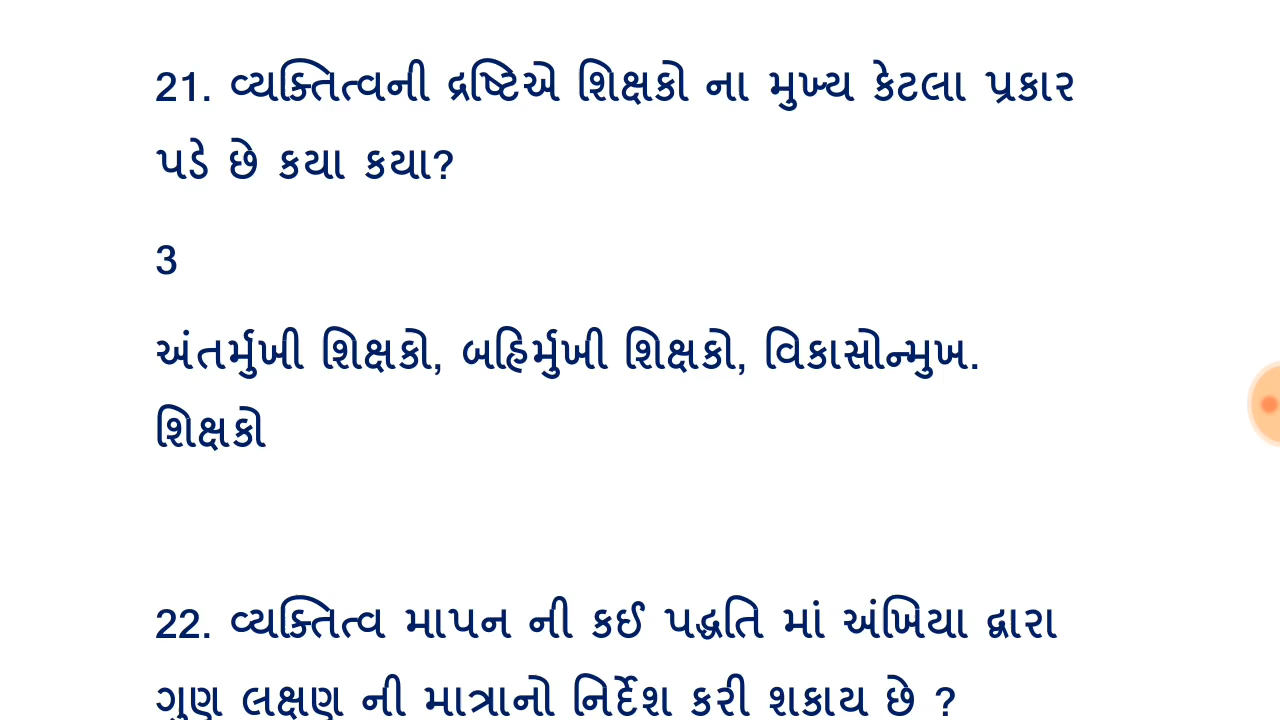 21. વ્યક્તિત્વની દ્રષ્ટિએ શિક્ષકો ના મુખ્ય કેટલા પ્રકાર
પડે છે કયા કયા?
3
અંતર્મુખી શિક્ષકો, બહિર્મુખી શિક્ષકો, વિકાસોન્મુખ.
શિક્ષકો
22. વ્યક્તિત્વ માપન ની કઈ પદ્ધતિ માં અંખિયા દ્વારા
ગુણ લક્ષણ ની માત્રાનો નિર્દેશ કરી શકાય છે ?